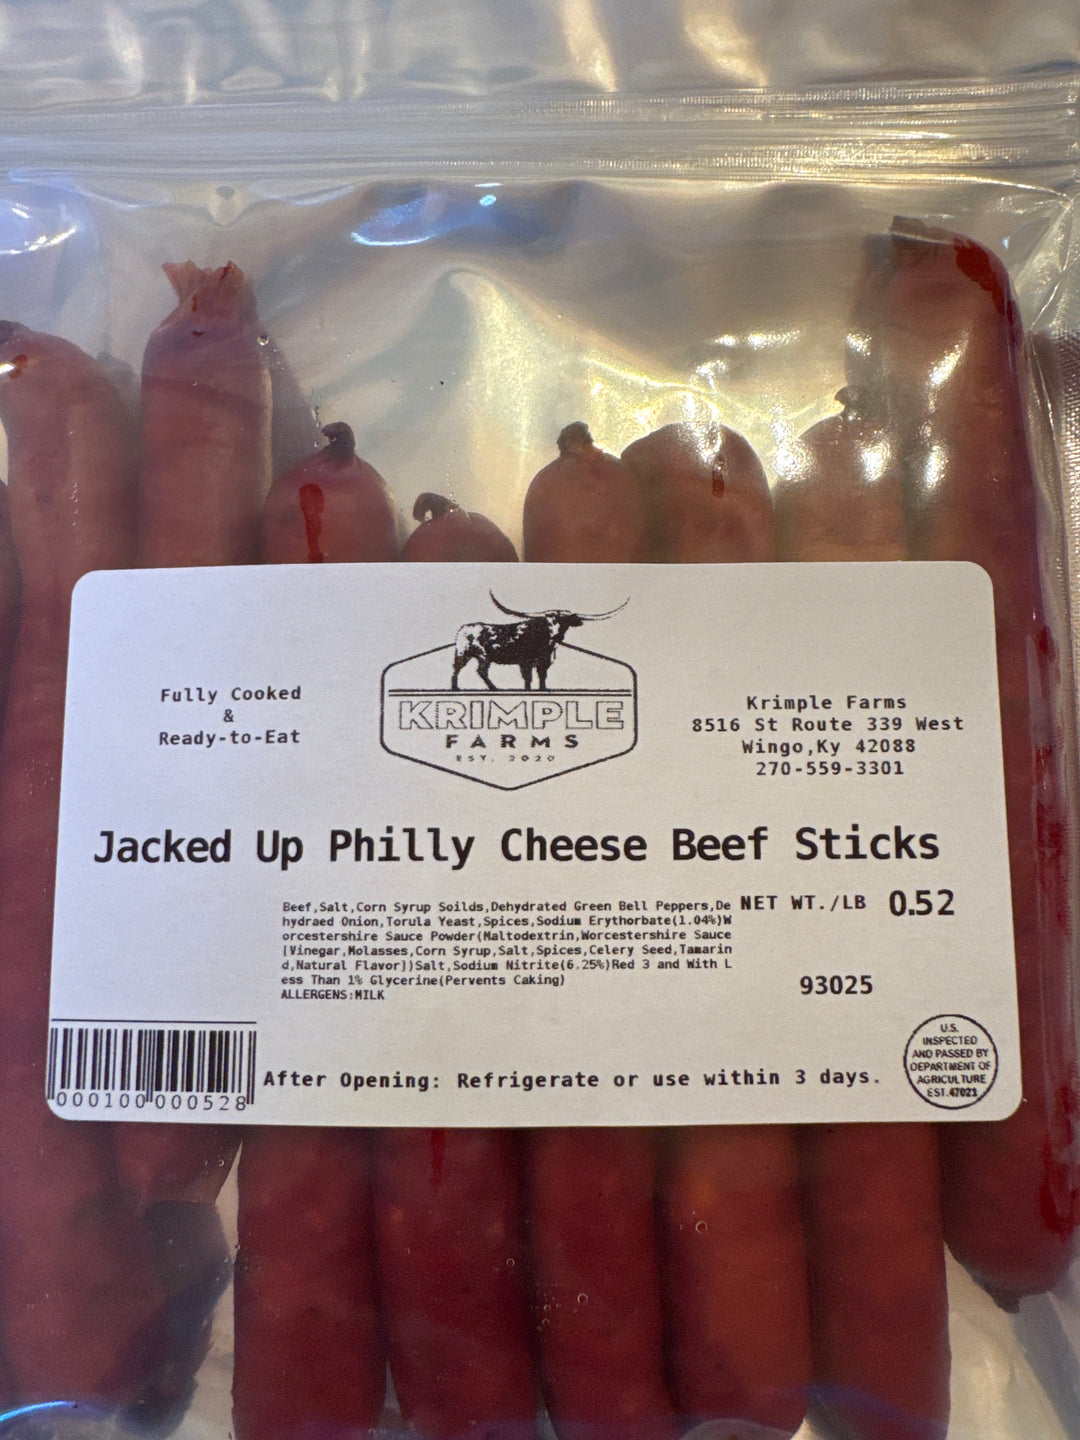 Fully Cooked
&
Ready-to-Eat
KRIMPLE
FARMS
EST. 2020
Krimple Farms
8516 St Route 339 West
Wingo,Ky 42088
270-559-3301
Jacked Up Philly Cheese Beef Sticks
Beef,Salt,Corn Syrup Soilds,Dehydrated Green Bell Peppers,De
hydraed Onion,Torula Yeast,Spices,Sodium Erythorbate(1.04%)W
orcestershire Sauce Powder(Maltodextrin,Worcestershire Sauce
[Vinegar,Molasses,Corn Syrup,Salt,Spices,Celery Seed,Tamarin
d,Natural Flavor])Salt,Sodium Nitrite(6.25%)Red 3 and With L
ess Than 1% Glycerine(Pervents Caking)
ALLERGENS:MILK
NET WT./LB 0.52
93025
000100 000528
After Opening: Refrigerate or use within 3 days.
U.S.
INSPECTED
AND PASSED BY
DEPARTMENT OF
AGRICULTURE
EST.47021